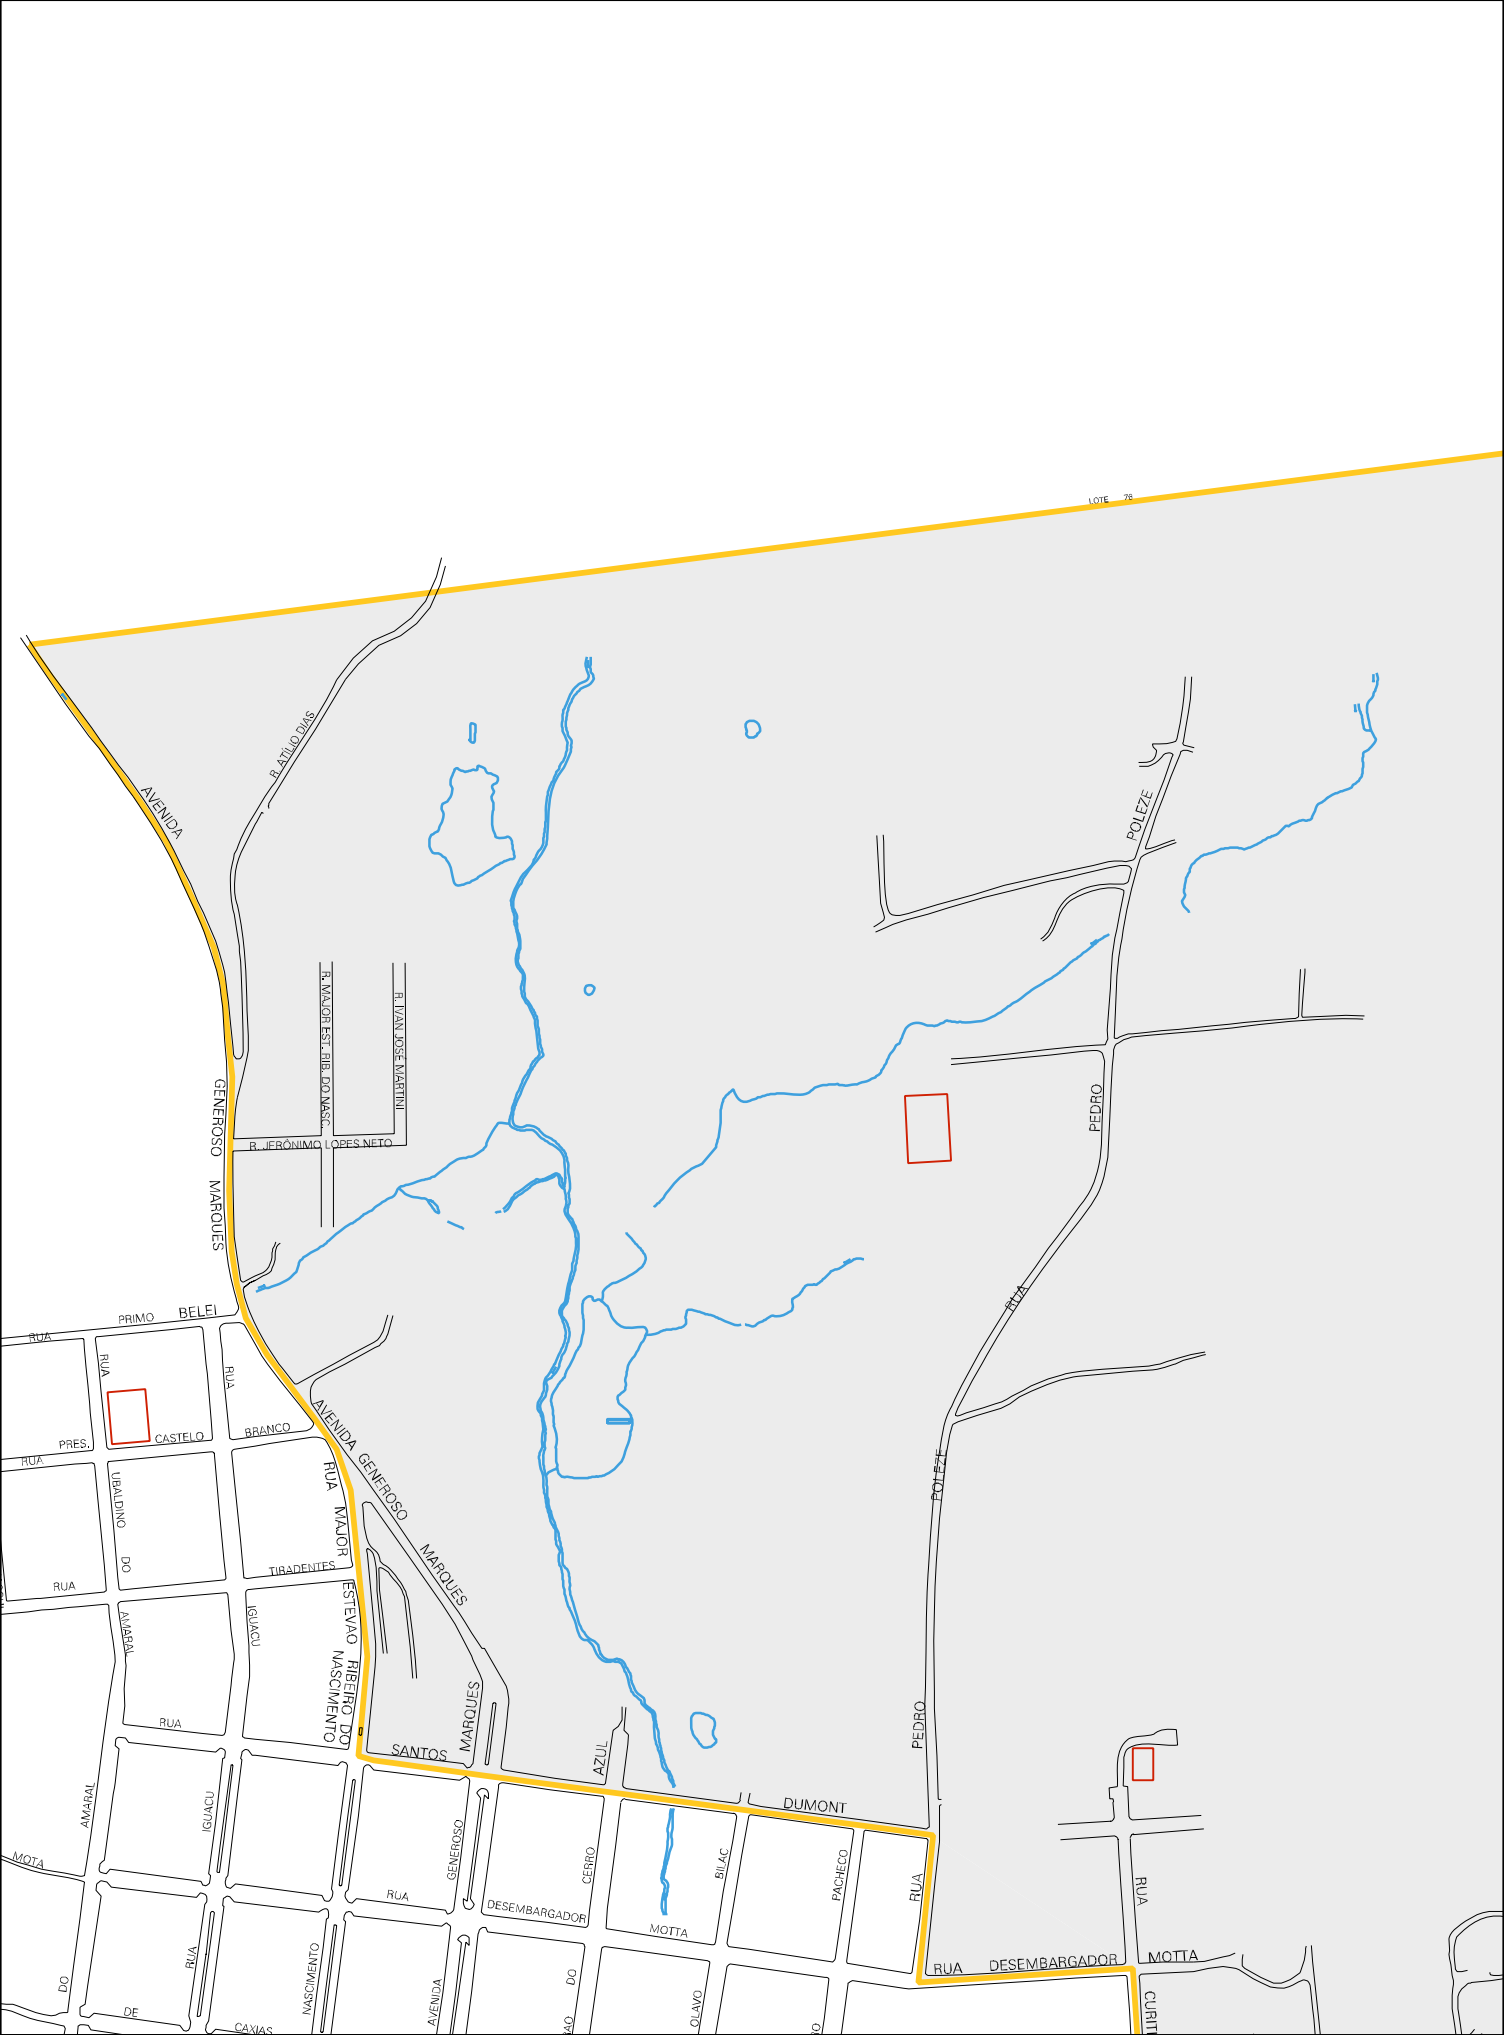 LOTE 76
R. ATÍLIO DIAS
AVENIDA
POLEZE
R. MAJOR EST. RIB. DO NASC.
R. IVAN JOSÉ MARTINI
GENEROSO
MARQUES
PEDRO
R. JERÔNIMO LOPES NETO
RUA
RUA PRIMO BELEI
RUA
RUA
AVENIDA GENEROSO MARQUES
RUA PRES. CASTELO BRANCO
POLEZE
UBALDINO
DO
AMARAL
RUA MAJOR ESTEVAO RIBEIRO DO NASCIMENTO
RUA TIRADENTES
IGUACU
RUA
MARQUES
SANTOS DUMONT
AZUL
PEDRO
AMARAL
IGUACU
GENEROSO
CERRO
BILAC
PACHECO
RUA
RUA
MOTA
RUA DESEMBARGADOR MOTTA
RUA DESEMBARGADOR MOTTA
DO
RUA
NASCIMENTO
AVENIDA
DO
OLAVO
CURITI
DE CAXIAS